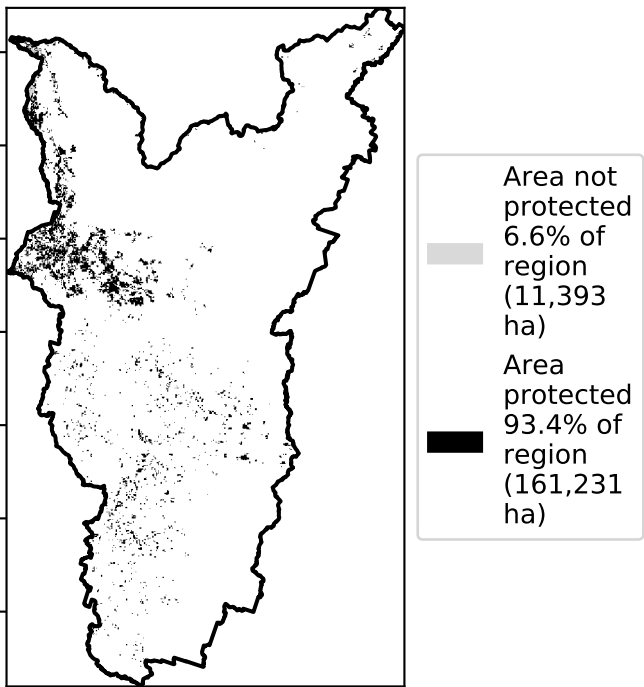 Area not
protected
6.6% of
region
(11,393
ha)
Area
protected
93.4% of
region
(161,231
ha)